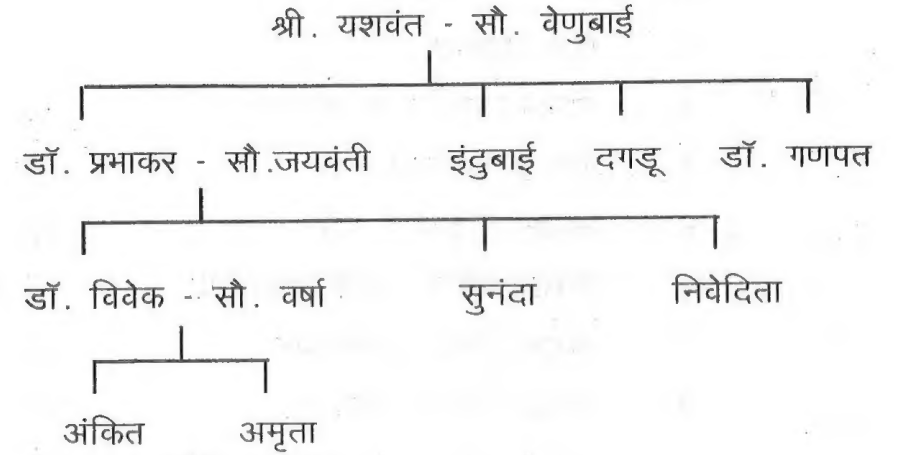 श्री. यशवंत - सौ. वेणुबाई
डॉ. प्रभाकर - सौ.जयवंती इंदुबाई दगडू डॉ. गणपत
डॉ. विवेक - सौ. वर्षा सुनंदा निवेदिता
अंकित अमृता